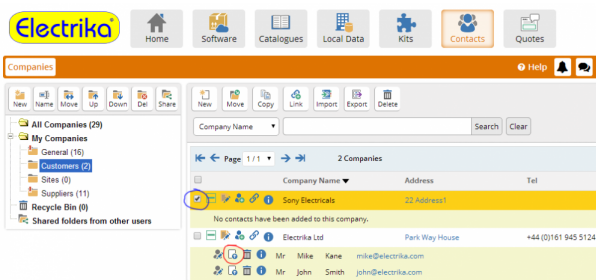 Electrika®
Home Software Catalogues Local Data Kits Contacts Quotes
Companies Help
New Name Move Up Down Del Share
New Move Copy Link Import Export Delete
All Companies (29)
My Companies
General (16)
Customers (2)
Sites (0)
Suppliers (11)
Recycle Bin (0)
Shared folders from other users
Company Name Search Clear
Page 1/1 2 Companies
Company Name Address Tel
Sony Electricals 22 Address1
No contacts have been added to this company.
Electrika Ltd Park Way House +44 (0)161 945 5124
Mr Mike Kane mike@electrika.com
Mr John Smith john@electrika.com